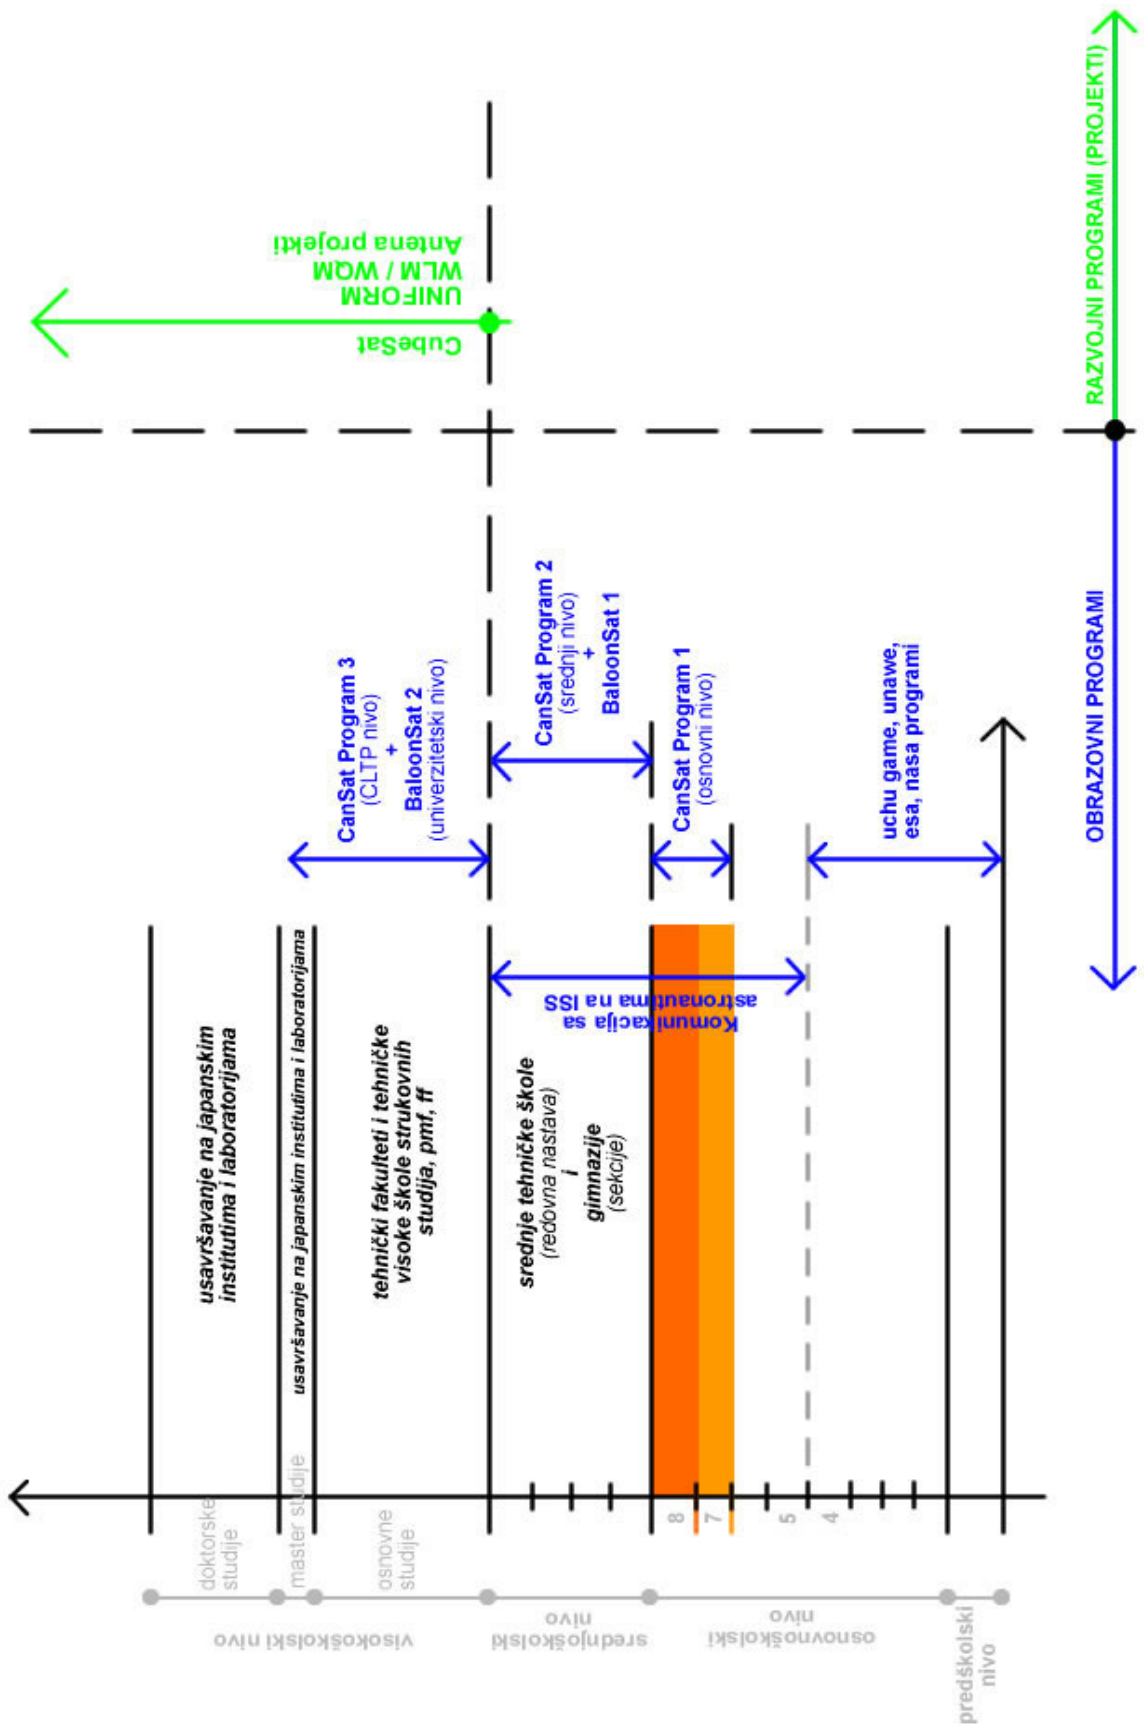 doktorske
studije
master studije
osnovne
studije
visokoškolski nivo
srednjoškolski
nivo
osnovnoškolski
nivo
predškolski
nivo
8
7
5
4
usavršavanje na japanskim
institutima i laboratorijama
usavršavanje na japanskim institutima i laboratorijama
tehnički fakulteti i tehničke
visoke škole strukovnih
studija, pmf, ff
srednje tehničke škole
(redovna nastava)
i
gimnazije
(sekcije)
Komunikacija sa
astronautima na ISS
CanSat Program 3
(CLTP nivo)
+
BaloonSat 2
(univerzitetski nivo)
CanSat Program 2
(srednji nivo)
+
BaloonSat 1
CanSat Program 1
(osnovni nivo)
uchu game, unawe,
esa, nasa programi
CubeSat
UNIFORM
WLM / WQM
Antena projekti
OBRAZOVNI PROGRAMI
RAZVOJNI PROGRAMI (PROJEKTI)